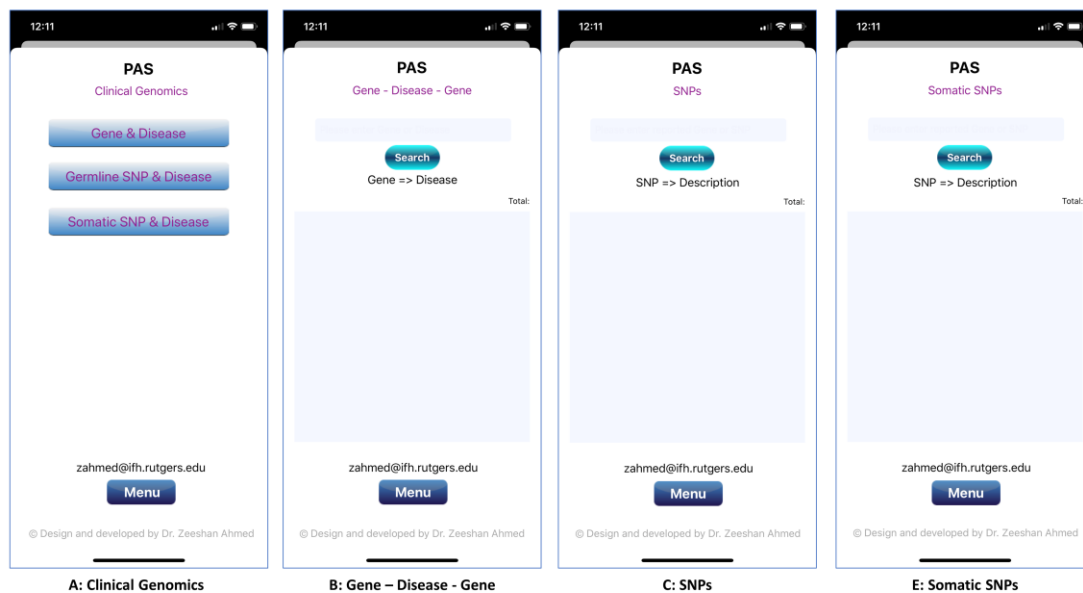 12:11
PAS
Clinical Genomics
Gene & Disease
Germline SNP & Disease
Somatic SNP & Disease
zahmed@ifh.rutgers.edu
Menu
© Design and developed by Dr. Zeeshan Ahmed
A: Clinical Genomics
12:11
PAS
Gene - Disease - Gene
Search
Gene => Disease
Total:
zahmed@ifh.rutgers.edu
Menu
© Design and developed by Dr. Zeeshan Ahmed
B: Gene – Disease - Gene
12:11
PAS
SNPs
Search
SNP => Description
Total:
zahmed@ifh.rutgers.edu
Menu
© Design and developed by Dr. Zeeshan Ahmed
C: SNPs
12:11
PAS
Somatic SNPs
Search
SNP => Description
Total:
zahmed@ifh.rutgers.edu
Menu
© Design and developed by Dr. Zeeshan Ahmed
E: Somatic SNPs